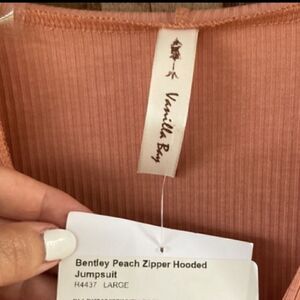 Vanilla Bay
Bentley Peach Zipper Hooded
Jumpsuit
R4437 LARGE